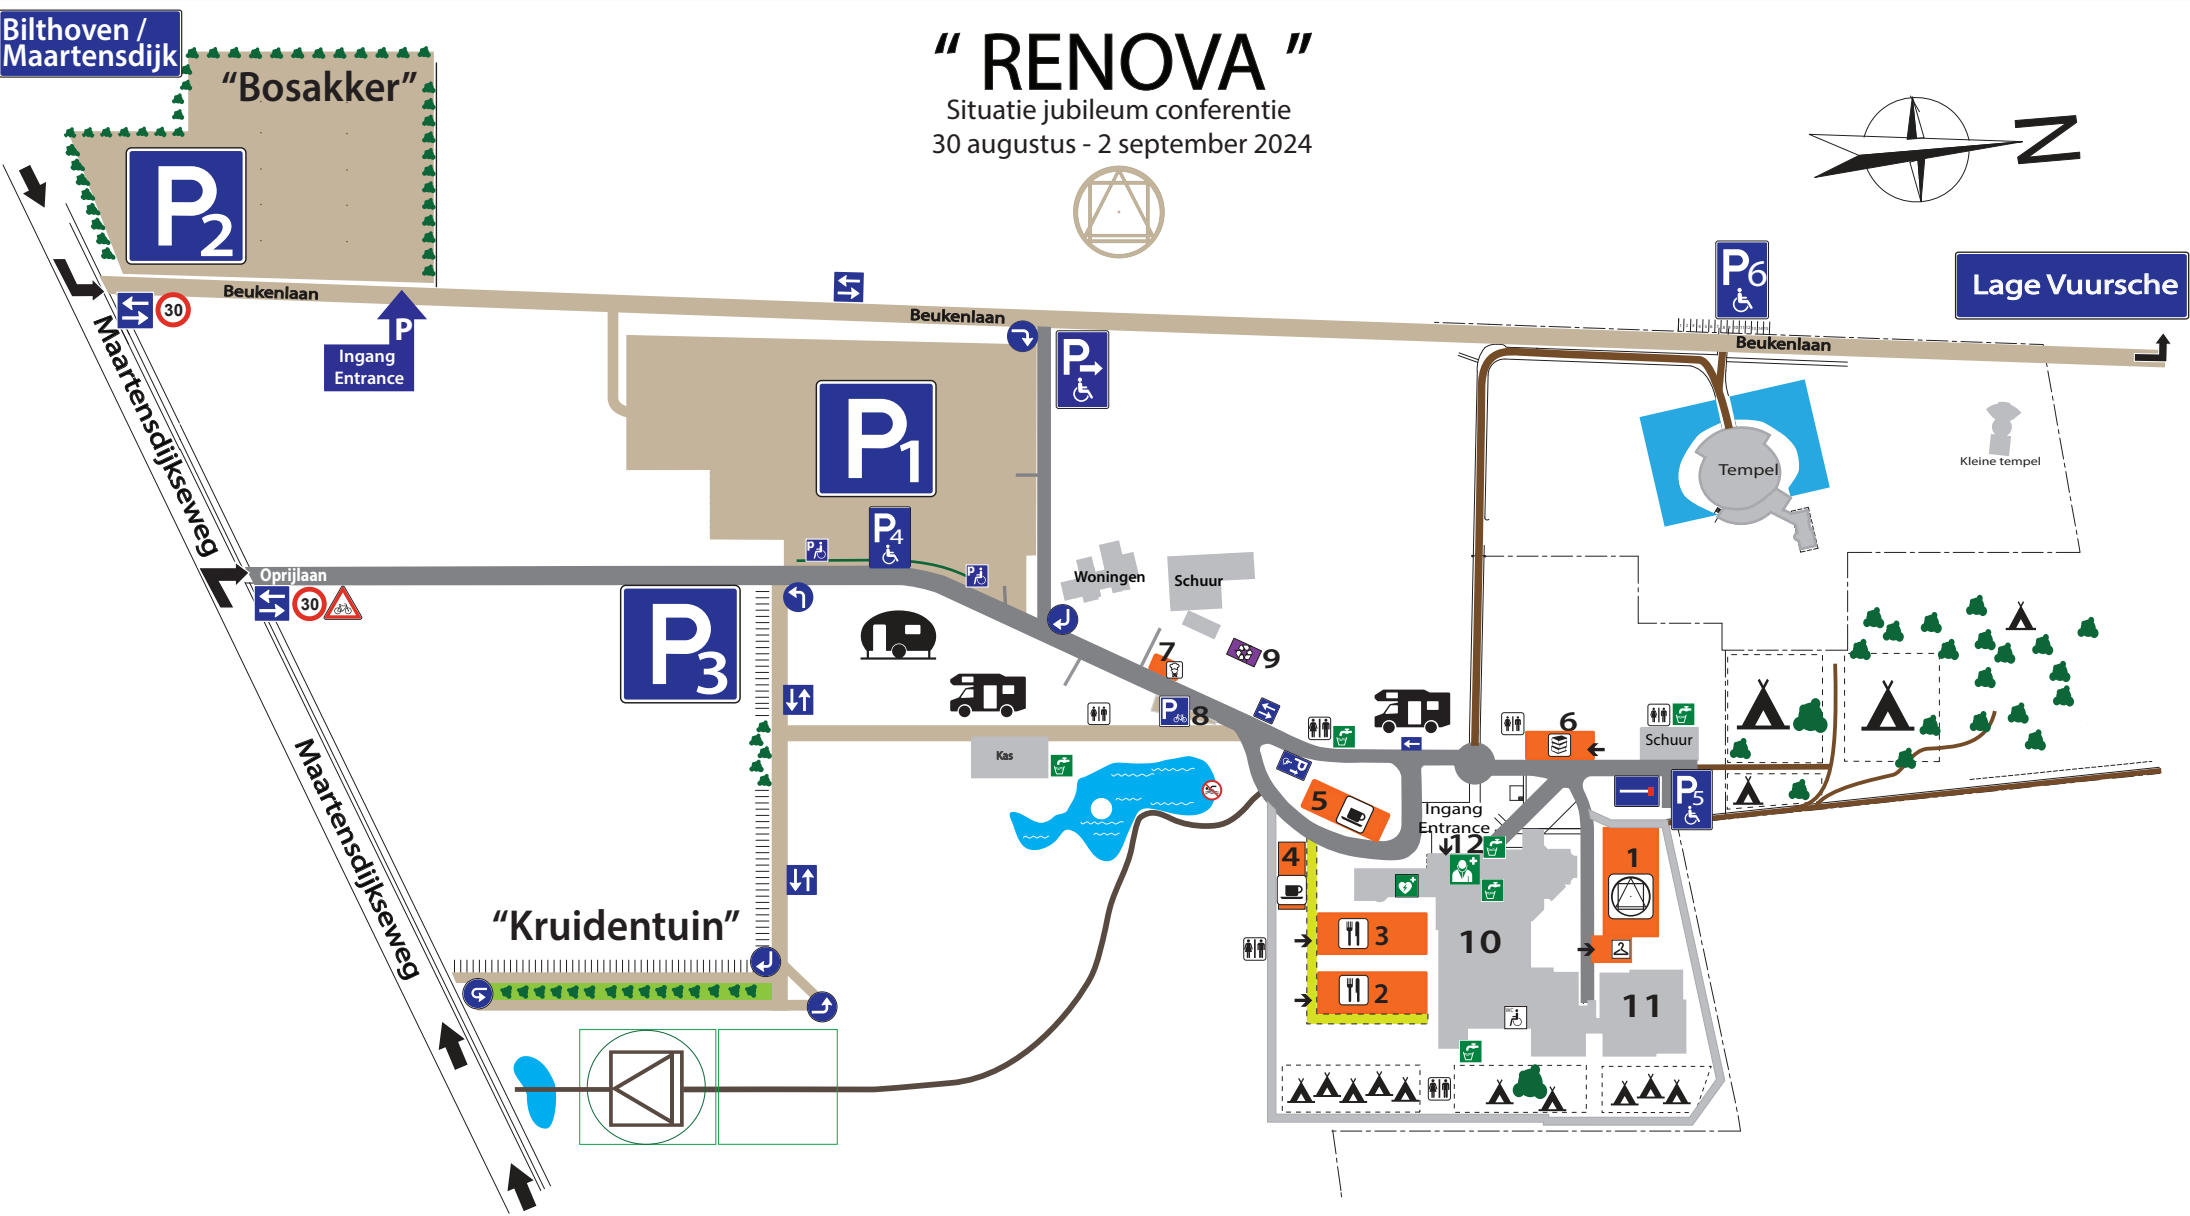 Bilthoven /
Maartensdijk
“Bosakker”
“ RENOVA ”
Situatie jubileum conferentie
30 augustus - 2 september 2024
N
P2
P6
Lage Vuursche
Beukenlaan
30
P
Ingang
Entrance
Beukenlaan
Beukenlaan
P
Maartensdijkseweg
P1
Tempel
Kleine tempel
P4
P
P
Oprijlaan
30
P3
Woningen
Schuur
7
9
P
8
6
Schuur
Kas
P
5
P5
Ingang
Entrance
12
4
1
Maartensdijkseweg
“Kruidentuin”
3
10
2
11